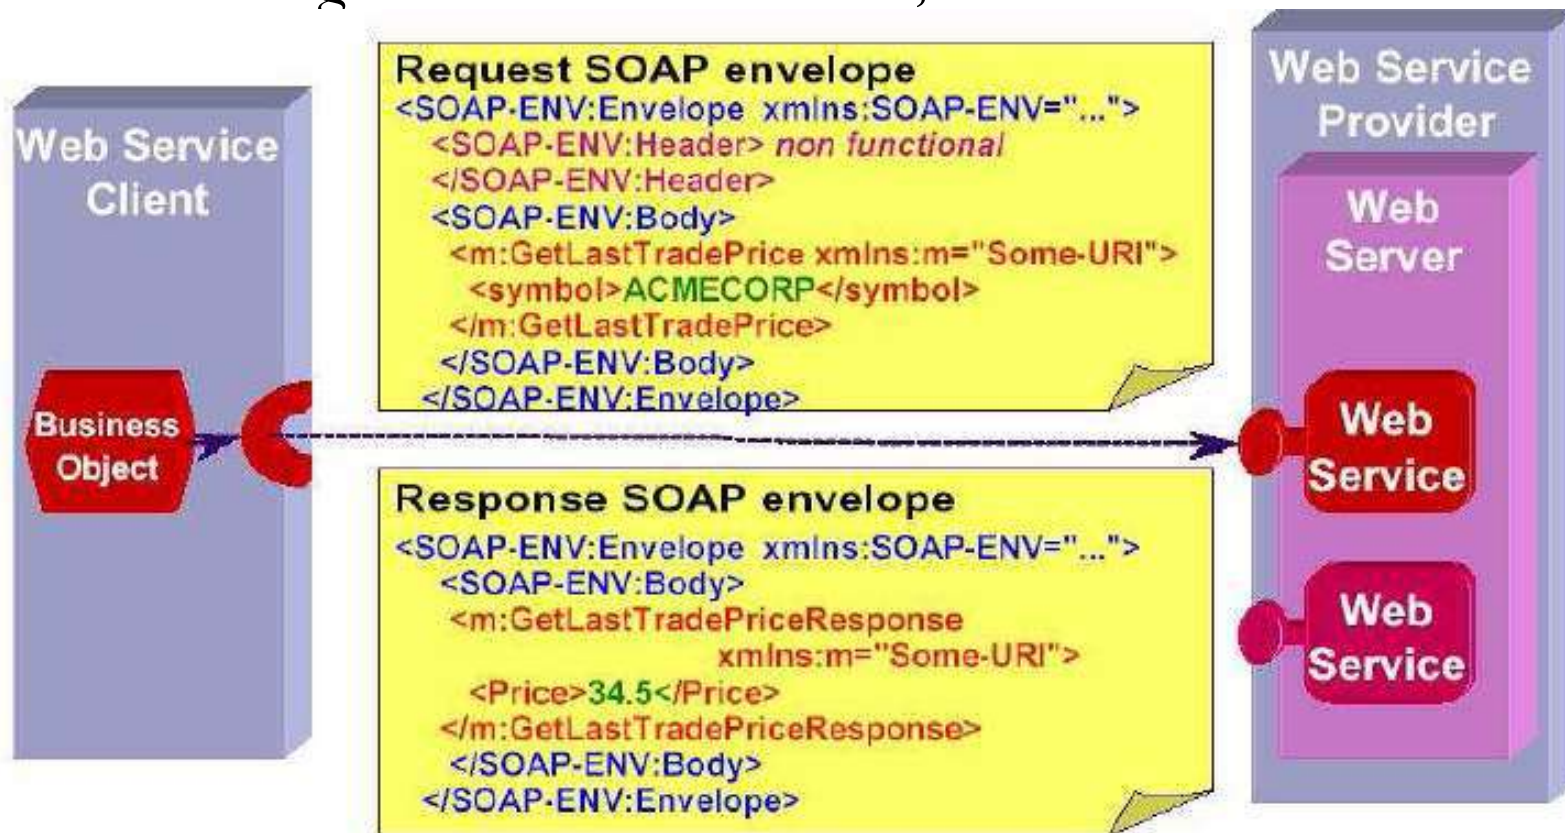 Web Service
Client
Business
Object
Request SOAP envelope
<SOAP-ENV:Envelope xmlns:SOAP-ENV="...">
<SOAP-ENV:Header> non functional
</SOAP-ENV:Header>
<SOAP-ENV:Body>
<m:GetLastTradePrice xmlns:m="Some-URI">
<symbol>ACMECORP</symbol>
</m:GetLastTradePrice>
</SOAP-ENV:Body>
</SOAP-ENV:Envelope>
Response SOAP envelope
<SOAP-ENV:Envelope xmlns:SOAP-ENV="...">
<SOAP-ENV:Body>
<m:GetLastTradePriceResponse
xmlns:m="Some-URI">
<Price>34.5</Price>
</m:GetLastTradePriceResponse>
</SOAP-ENV:Body>
</SOAP-ENV:Envelope>
Web Service
Provider
Web
Server
Web
Service
Web
Service